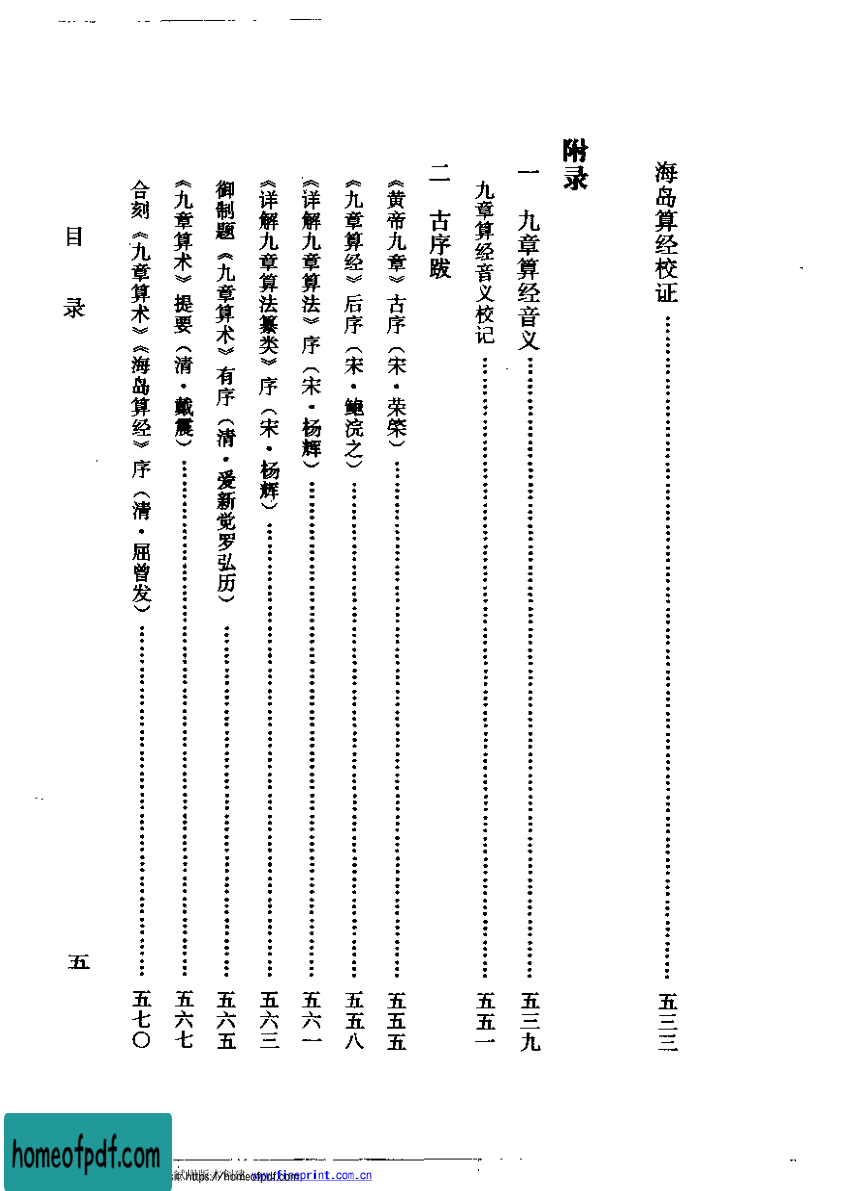 海岛算经校证……五三三
附录
一 九章算经音义……五三九
九章算经音义校记……五五一
二 古序跋
《黄帝九章》古序（宋·荣棨）……五五五
《九章算经》后序（宋·鲍浣之）……五五八
《详解九章算法》序（宋·杨辉）……五六一
《详解九章算法纂类》序（宋·杨辉）……五六三
御制题《九章算术》有序（清·爱新觉罗弘历）……五六五
《九章算术》提要（清·戴震）……五六七
合刻《九章算术》《海岛算经》序（清·屈曾发）……五七〇
目 录
五
homeofpdf.com
https://homeofpdf.com